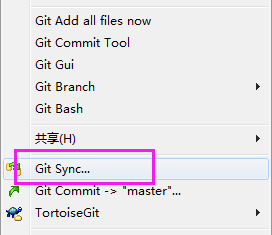 Git Add all files now
Git Commit Tool
Git Gui
Git Branch
Git Bash
共享(H)
Git Sync...
Git Commit -> "master"...
TortoiseGit